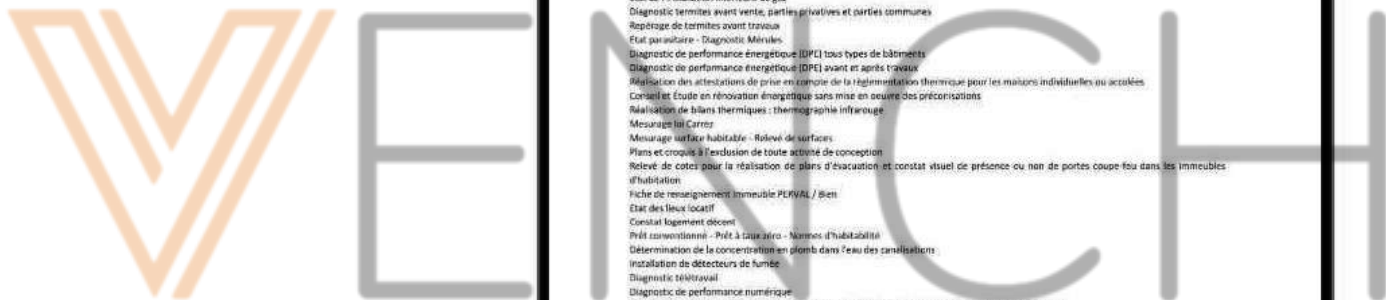 Diagnostic termites avant vente, parties privatives et parties communes
Repérage de termites avant travaux
Etat parasitaire - Diagnostic Mérules
Diagnostic de performance énergétique (DPE) tous types de bâtiments
Diagnostic de performance énergétique (DPE) avant et après travaux
Réalisation des attestations de prise en compte de la règlementation thermique pour les maisons individuelles ou accolées
Conseil et Étude en rénovation énergétique sans mise en oeuvre des préconisations
Réalisation de bilans thermiques : thermographie infrarouge
Mesurage loi Carrez
Mesurage surface habitable - Relevé de surfaces
Plans et croquis à l'exclusion de toute activité de conception
Relevé de cotes pour la réalisation de plans d'évacuation et constat visuel de présence ou non de portes coupe-feu dans les immeubles
d'habitation
Fiche de renseignement immeuble PERVAL / Bien
Etat des lieux locatif
Constat logement décent
Prêt conventionné - Prêt à taux zéro - Normes d'habitabilité
Détermination de la concentration en plomb dans l'eau des canalisations
Installation de détecteurs de fumée
Diagnostic télétravail
Diagnostic de performance numérique
VENCH